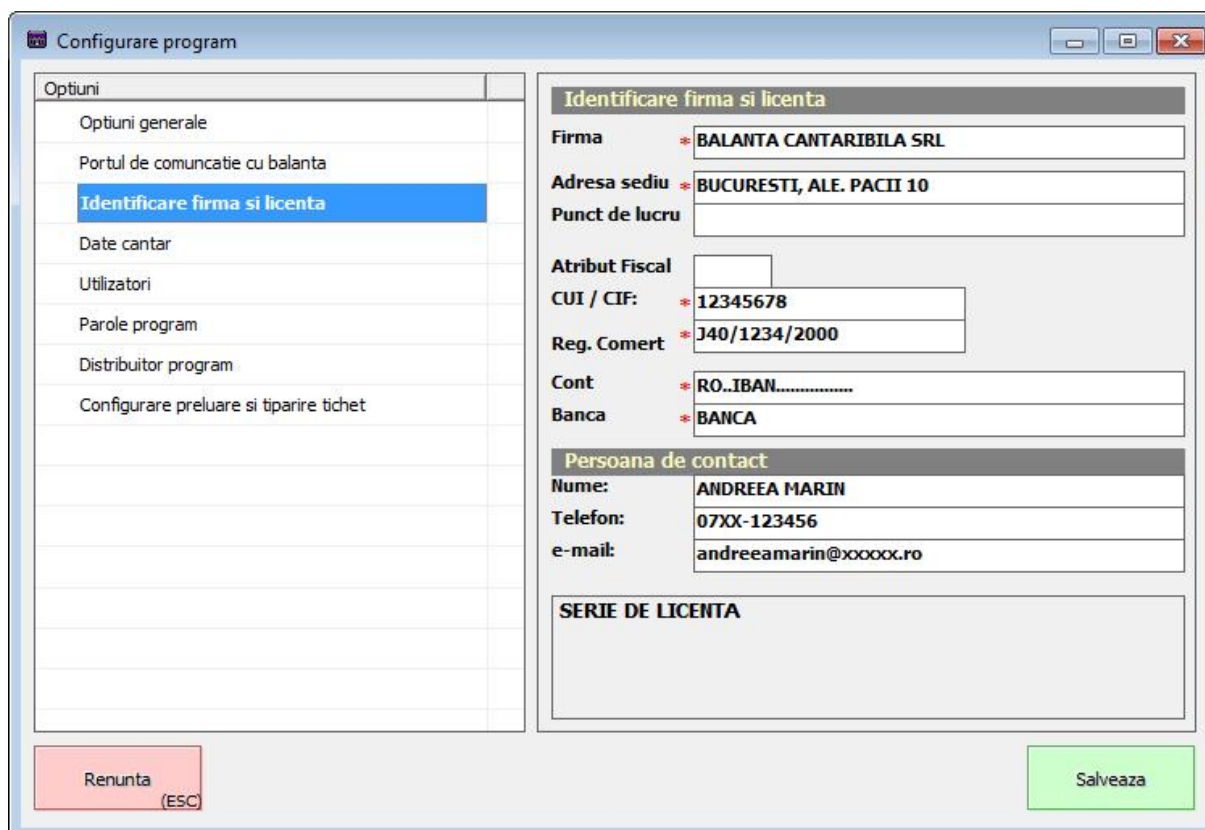 Configurare program
Optiuni
Optiuni generale
Portul de comuncatie cu balanta
Identificare firma si licenta
Date cantar
Utilizatori
Parole program
Distribuitor program
Configurare preluare si tiparire tichet
Identificare firma si licenta
Firma * BALANTA CANTARIBILA SRL
Adresa sediu * BUCURESTI, ALE. PACII 10
Punct de lucru
Atribut Fiscal
CUI / CIF: * 12345678
Reg. Comert * J40/1234/2000
Cont * RO..IBAN................
Banca * BANCA
Persoana de contact
Nume: ANDREEA MARIN
Telefon: 07XX-123456
e-mail: andreeamarin@xxxxx.ro
SERIE DE LICENTA
Renunta
(ESC)
Salveaza